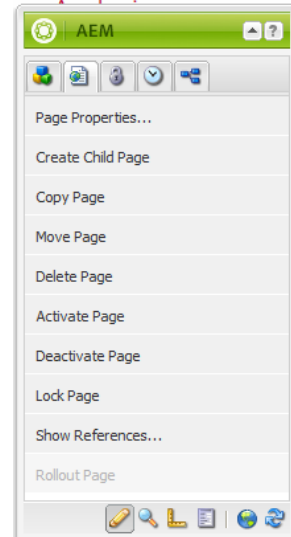 AEM
?
Page Properties...
Create Child Page
Copy Page
Move Page
Delete Page
Activate Page
Deactivate Page
Lock Page
Show References...
Rollout Page